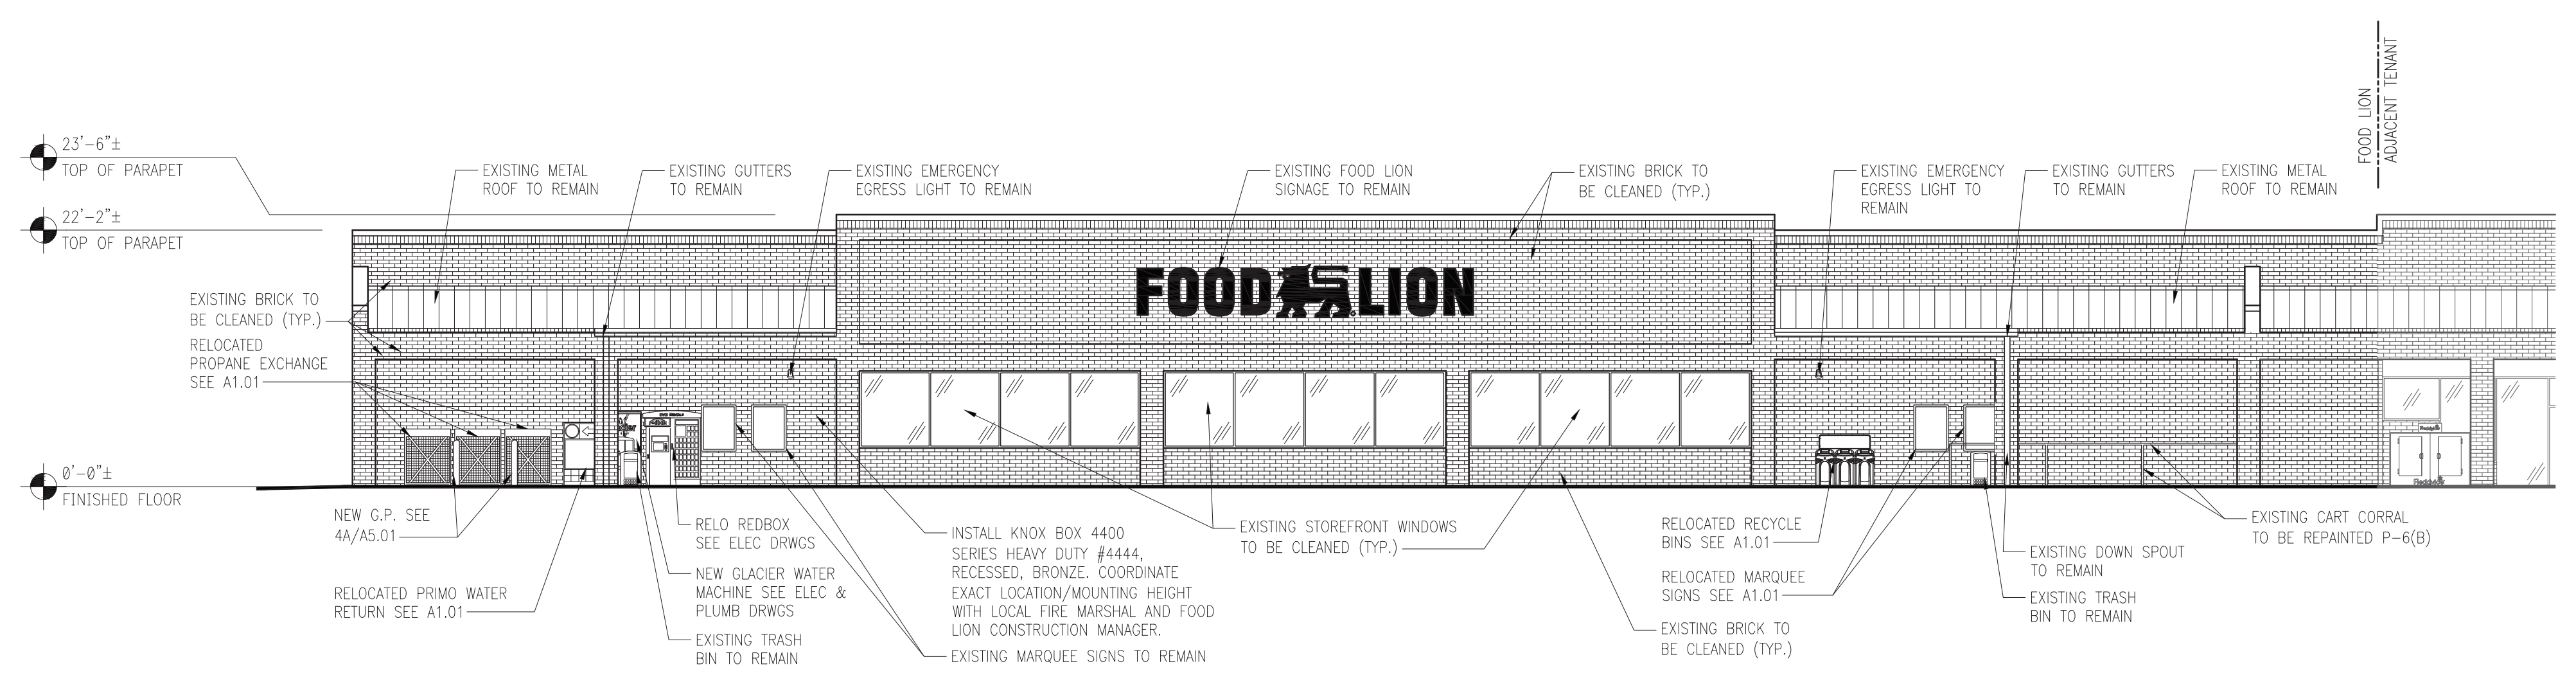 FOOD LION
ADJACENT TENANT
23'-6"±
TOP OF PARAPET
22'-2"±
TOP OF PARAPET
0'-0"±
FINISHED FLOOR
EXISTING METAL
ROOF TO REMAIN
EXISTING GUTTERS
TO REMAIN
EXISTING EMERGENCY
EGRESS LIGHT TO REMAIN
EXISTING FOOD LION
SIGNAGE TO REMAIN
EXISTING BRICK TO
BE CLEANED (TYP.)
EXISTING EMERGENCY
EGRESS LIGHT TO
REMAIN
EXISTING GUTTERS
TO REMAIN
EXISTING METAL
ROOF TO REMAIN
FOOD LION
EXISTING BRICK TO
BE CLEANED (TYP.)
RELOCATED
PROPANE EXCHANGE
SEE A1.01
NEW G.P. SEE
4A/A5.01
RELOCATED PRIMO WATER
RETURN SEE A1.01
RELO REDBOX
SEE ELEC DRWGS
NEW GLACIER WATER
MACHINE SEE ELEC &
PLUMB DRWGS
EXISTING TRASH
BIN TO REMAIN
INSTALL KNOX BOX 4400
SERIES HEAVY DUTY #4444,
RECESSED, BRONZE. COORDINATE
EXACT LOCATION/MOUNTING HEIGHT
WITH LOCAL FIRE MARSHAL AND FOOD
LION CONSTRUCTION MANAGER.
EXISTING MARQUEE SIGNS TO REMAIN
EXISTING STOREFRONT WINDOWS
TO BE CLEANED (TYP.)
RELOCATED RECYCLE
BINS SEE A1.01
RELOCATED MARQUEE
SIGNS SEE A1.01
EXISTING BRICK TO
BE CLEANED (TYP.)
EXISTING DOWN SPOUT
TO REMAIN
EXISTING TRASH
BIN TO REMAIN
EXISTING CART CORRAL
TO BE REPAINTED P-6(B)